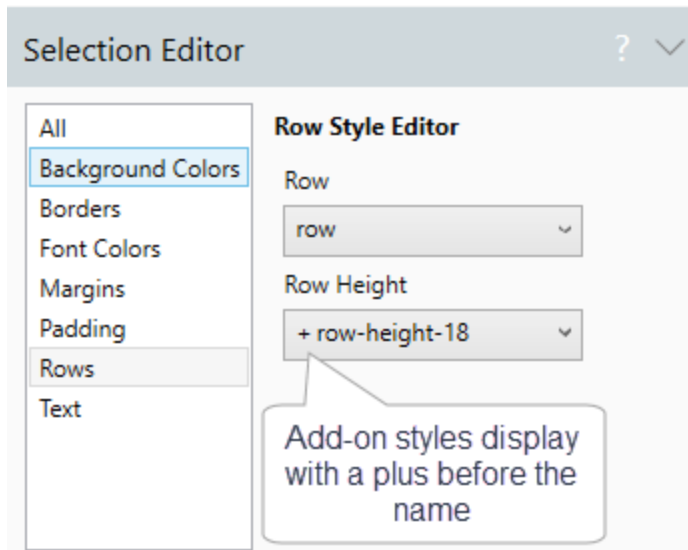 Selection Editor ?
All
Background Colors
Borders
Font Colors
Margins
Padding
Rows
Text
Row Style Editor
Row
row
Row Height
+ row-height-18
Add-on styles display
with a plus before the
name